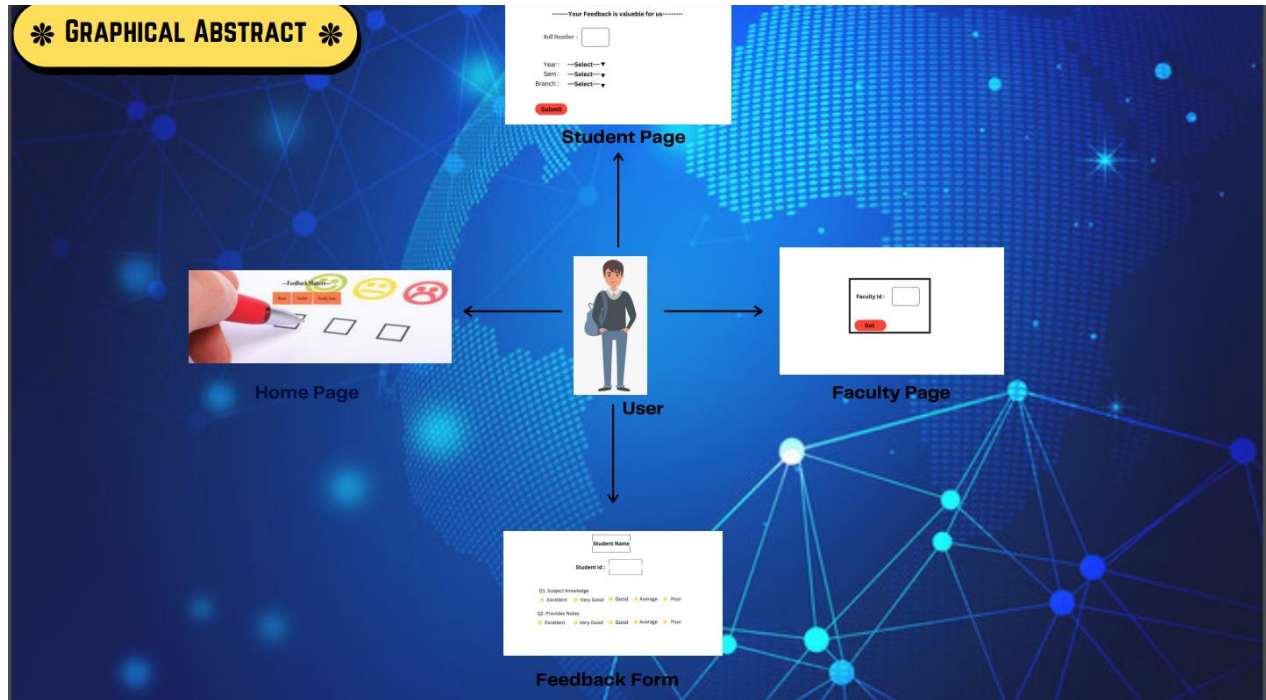 ❋ GRAPHICAL ABSTRACT ❋
-------Your Feedback is valueble for us---------
Roll Number :
Year : ---Select---▼
Sem : ---Select---▼
Branch : ---Select---▼
Submit
Student Page
---Feedback Matters---
Home Page
Faculty Id :
Get
Faculty Page
User
Student Name
Student Id :
Q1. Subject knowledge
Excellent Very Good Good Average Poor
Q2. Provides Notes
Excellent Very Good Good Average Poor
Feedback Form